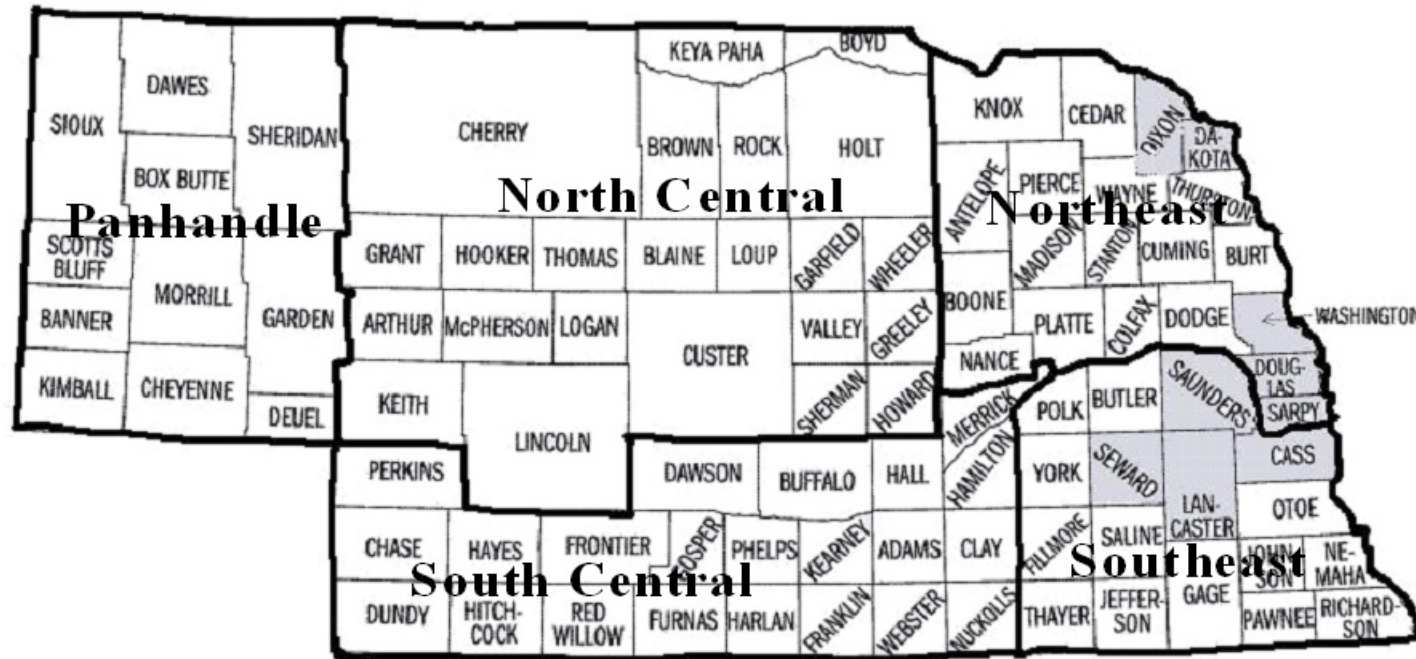 KEYA PAHA
BOYD
DAWES
SIOUX
SHERIDAN
CHERRY
BROWN
ROCK
HOLT
KNOX
CEDAR
DIXON
DA-
KOTA
BOX BUTTE
Panhandle
North Central
Northeast
ANTELOPE
PIERCE
WAYNE
THURSTON
SCOTTS
BLUFF
MORRILL
GARDEN
GRANT
HOOKER
THOMAS
BLAINE
LOUP
GARFIELD
WHEELER
MADISON
STANTON
CUMING
BURT
BANNER
ARTHUR
McPHERSON
LOGAN
CUSTER
VALLEY
GREELEY
BOONE
PLATTE
COLFAX
DODGE
WASHINGTON
KIMBALL
CHEYENNE
DEUEL
KEITH
LINCOLN
SHERMAN
HOWARD
NANCE
MERRICK
POLK
BUTLER
SAUNDERS
DOUG-
LAS
SARPY
PERKINS
DAWSON
BUFFALO
HALL
HAMILTON
YORK
SEWARD
LAN-
CASTER
CASS
OTOE
CHASE
HAYES
FRONTIER
GOSPER
PHELPS
KEARNEY
ADAMS
CLAY
FILLMORE
SALINE
South Central
Southeast
JOHN-
SON
NE-
MAHA
DUNDY
HITCH-
COCK
RED
WILLOW
FURNAS
HARLAN
FRANKLIN
WEBSTER
NUCKOLLS
THAYER
JEFFER-
SON
GAGE
PAWNEE
RICHARD-
SON